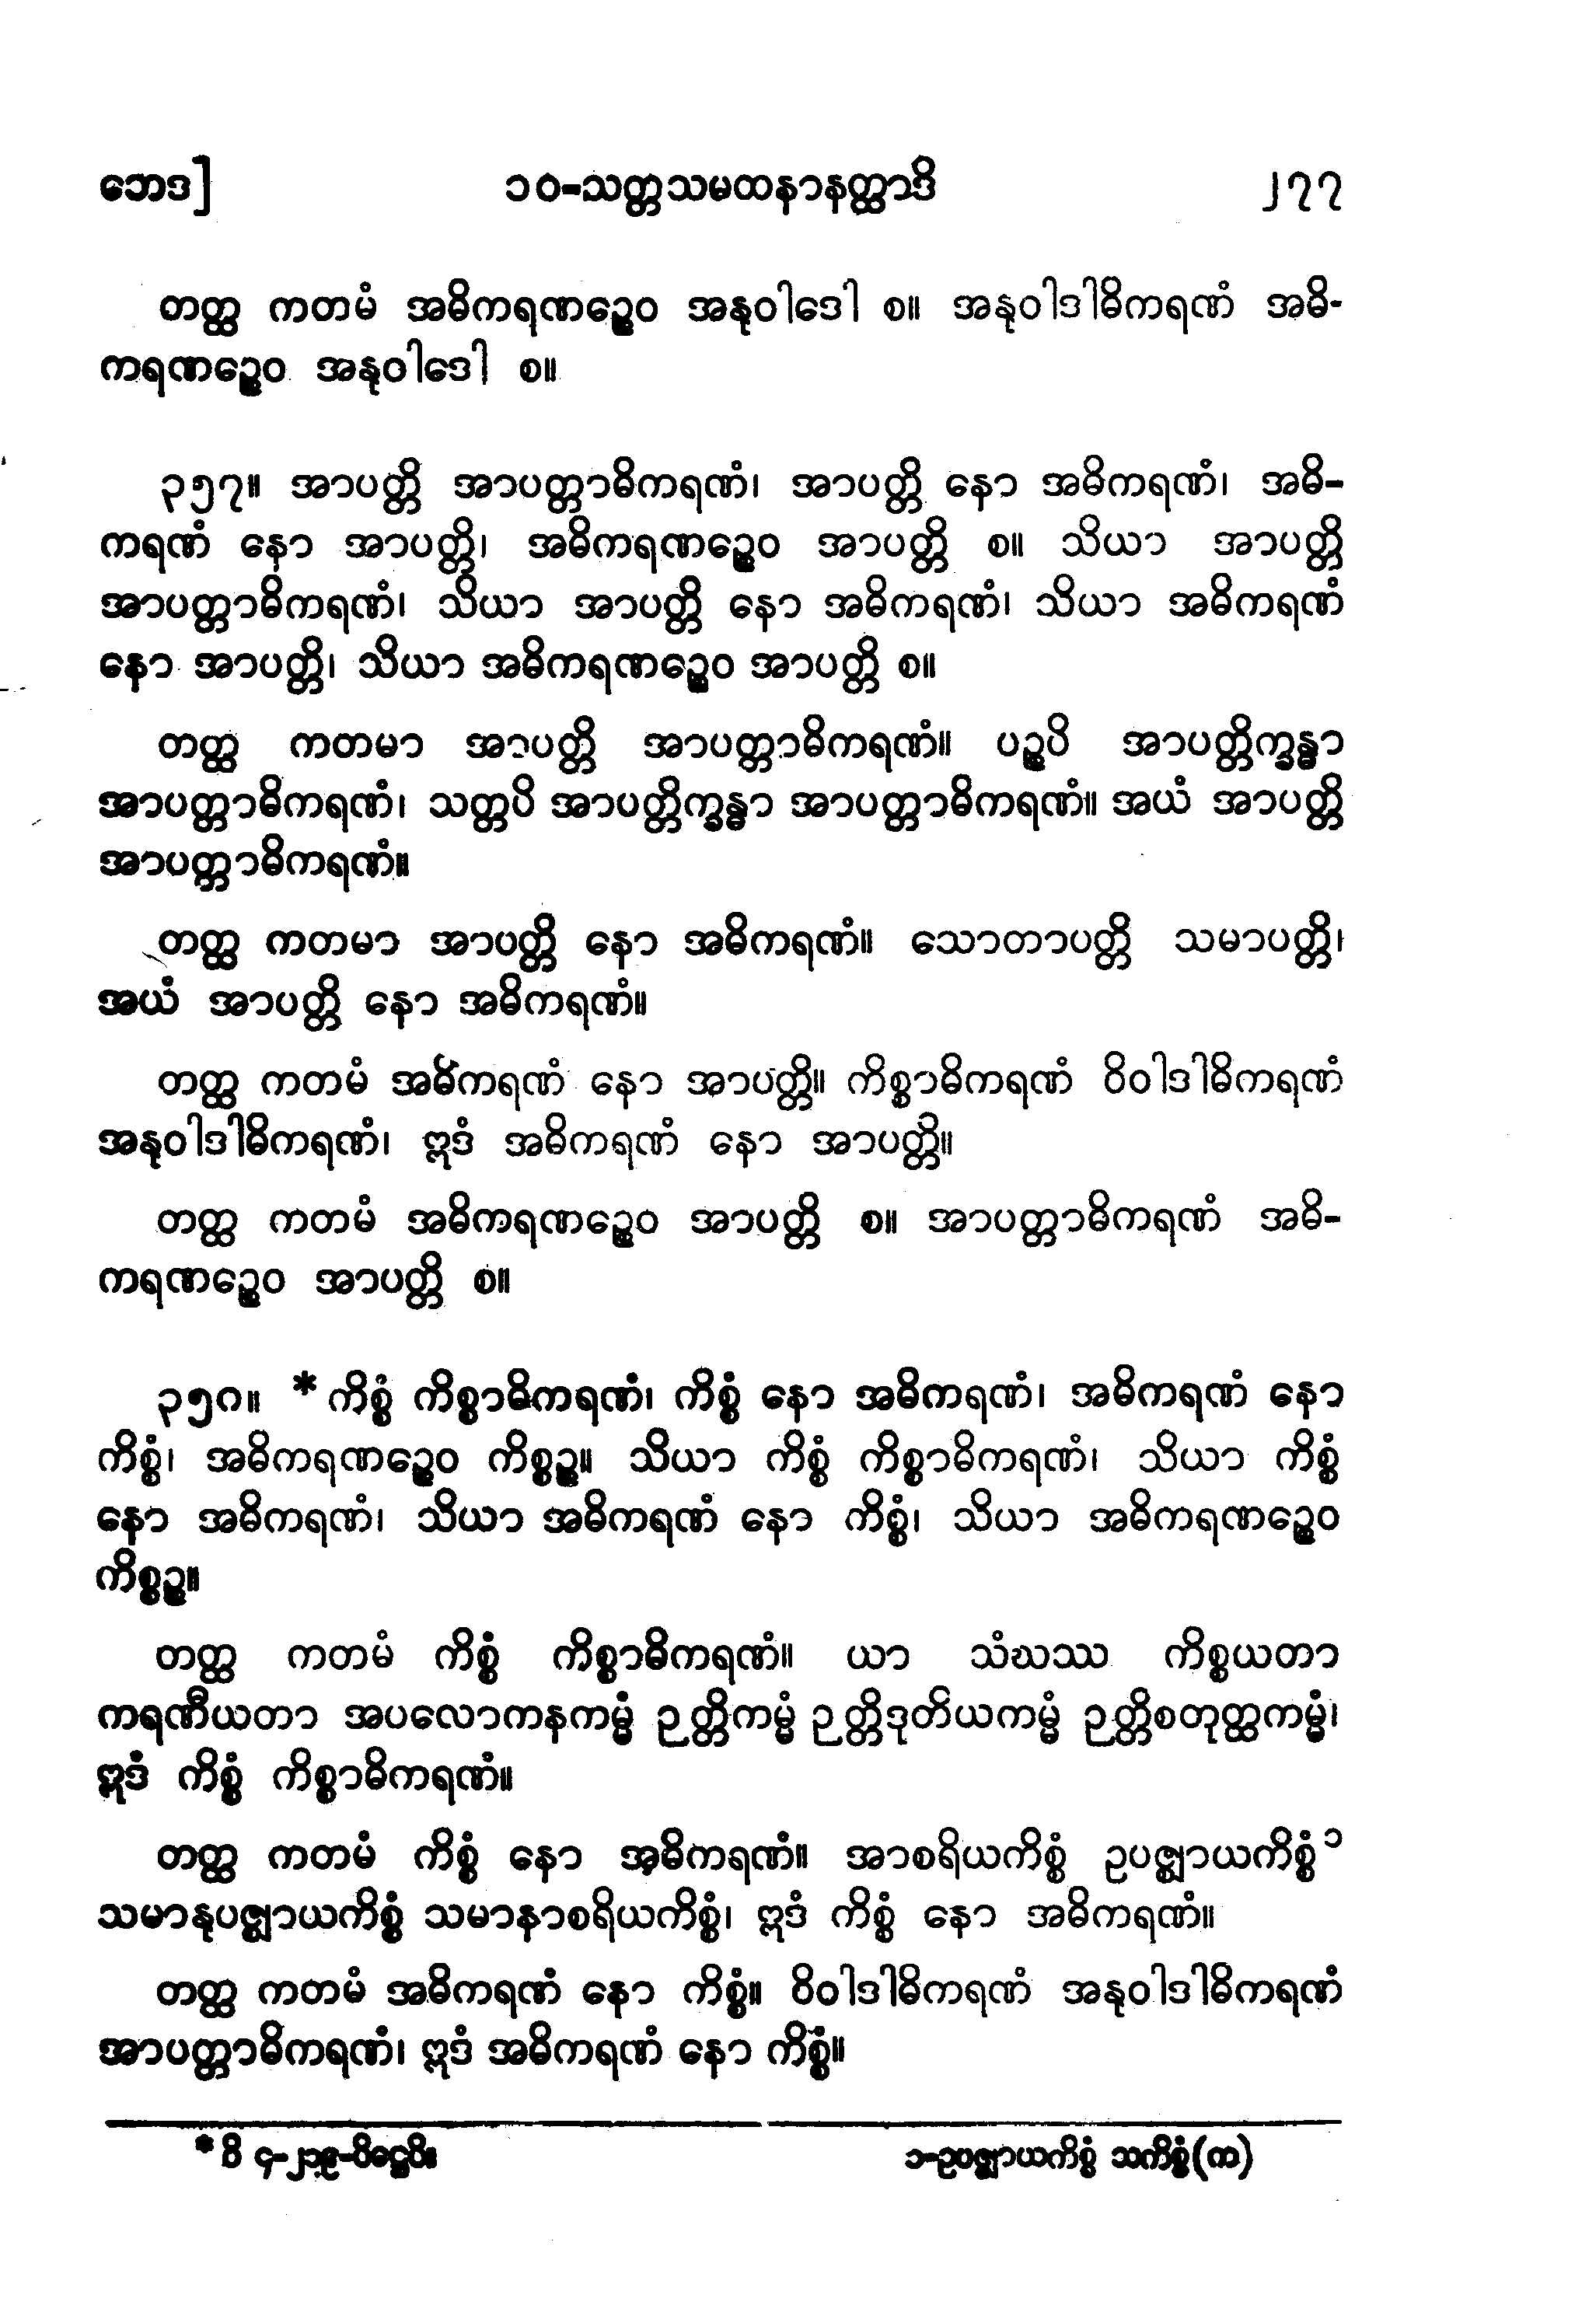 ဘေဒ] ၁၀-သတ္တသမထနာနတ္ထာဒိ ၂၇၇
တတ္ထ ကတမံ အဓိကရဏဉ္စေဝ အနုဝါဒေါ စ။ အနုဝါဒါဓိကရဏံ အဓိ-
ကရဏဉ္စေဝ အနုဝါဒေါ စ။
၃၅၇။ အာပတ္တိ အာပတ္တာဓိကရဏံ၊ အာပတ္တိ နော အဓိကရဏံ၊ အဓိ-
ကရဏံ နော အာပတ္တိ၊ အဓိကရဏဉ္စေဝ အာပတ္တိ စ။ သိယာ အာပတ္တိ
အာပတ္တာဓိကရဏံ၊ သိယာ အာပတ္တိ နော အဓိကရဏံ၊ သိယာ အဓိကရဏံ
နော အာပတ္တိ၊ သိယာ အဓိကရဏဉ္စေဝ အာပတ္တိ စ။
တတ္ထ ကတမာ အာပတ္တိ အာပတ္တာဓိကရဏံ။ ပဉ္စပိ အာပတ္တိက္ခန္ဓာ
အာပတ္တာဓိကရဏံ၊ သတ္တပိ အာပတ္တိက္ခန္ဓာ အာပတ္တာဓိကရဏံ။ အယံ အာပတ္တိ
အာပတ္တာဓိကရဏံ။
တတ္ထ ကတမာ အာပတ္တိ နော အဓိကရဏံ။ သောတာပတ္တိ သမာပတ္တိ၊
အယံ အာပတ္တိ နော အဓိကရဏံ။
တတ္ထ ကတမံ အဓိကရဏံ နော အာပတ္တိ။ ကိစ္စာဓိကရဏံ ဝိဝါဒါဓိကရဏံ
အနုဝါဒါဓိကရဏံ၊ ဣဒံ အဓိကရဏံ နော အာပတ္တိ။
တတ္ထ ကတမံ အဓိကရဏဉ္စေဝ အာပတ္တိ စ။ အာပတ္တာဓိကရဏံ အဓိ-
ကရဏဉ္စေဝ အာပတ္တိ စ။
၃၅၈။ * ကိစ္စံ ကိစ္စာဓိကရဏံ၊ ကိစ္စံ နော အဓိကရဏံ၊ အဓိကရဏံ နော
ကိစ္စံ၊ အဓိကရဏဉ္စေဝ ကိစ္စဉ္စ။ သိယာ ကိစ္စံ ကိစ္စာဓိကရဏံ၊ သိယာ ကိစ္စံ
နော အဓိကရဏံ၊ သိယာ အဓိကရဏံ နော ကိစ္စံ၊ သိယာ အဓိကရဏဉ္စေဝ
ကိစ္စဉ္စ။
တတ္ထ ကတမံ ကိစ္စံ ကိစ္စာဓိကရဏံ။ ယာ သံဃဿ ကိစ္စယတာ
ကရဏီယတာ အပလောကနကမ္မံ ဉတ္တိကမ္မံ ဉတ္တိဒုတိယကမ္မံ ဉတ္တိစတုတ္ထကမ္မံ၊
ဣဒံ ကိစ္စံ ကိစ္စာဓိကရဏံ။
တတ္ထ ကတမံ ကိစ္စံ နော အဓိကရဏံ။ အာစရိယကိစ္စံ ဥပဇ္ဈာယကိစ္စံ ၁
သမာနုပဇ္ဈာယကိစ္စံ သမာနာစရိယကိစ္စံ၊ ဣဒံ ကိစ္စံ နော အဓိကရဏံ။
တတ္ထ ကတမံ အဓိကရဏံ နော ကိစ္စံ။ ဝိဝါဒါဓိကရဏံ အနုဝါဒါဓိကရဏံ
အာပတ္တာဓိကရဏံ၊ ဣဒံ အဓိကရဏံ နော ကိစ္စံ။
* ဝိ ၄-၂၁၉-ပိဋ္ဌေပိ။ ၁-ဥပဇ္ဈာယကိစ္စံ သကိစ္စံ(က)